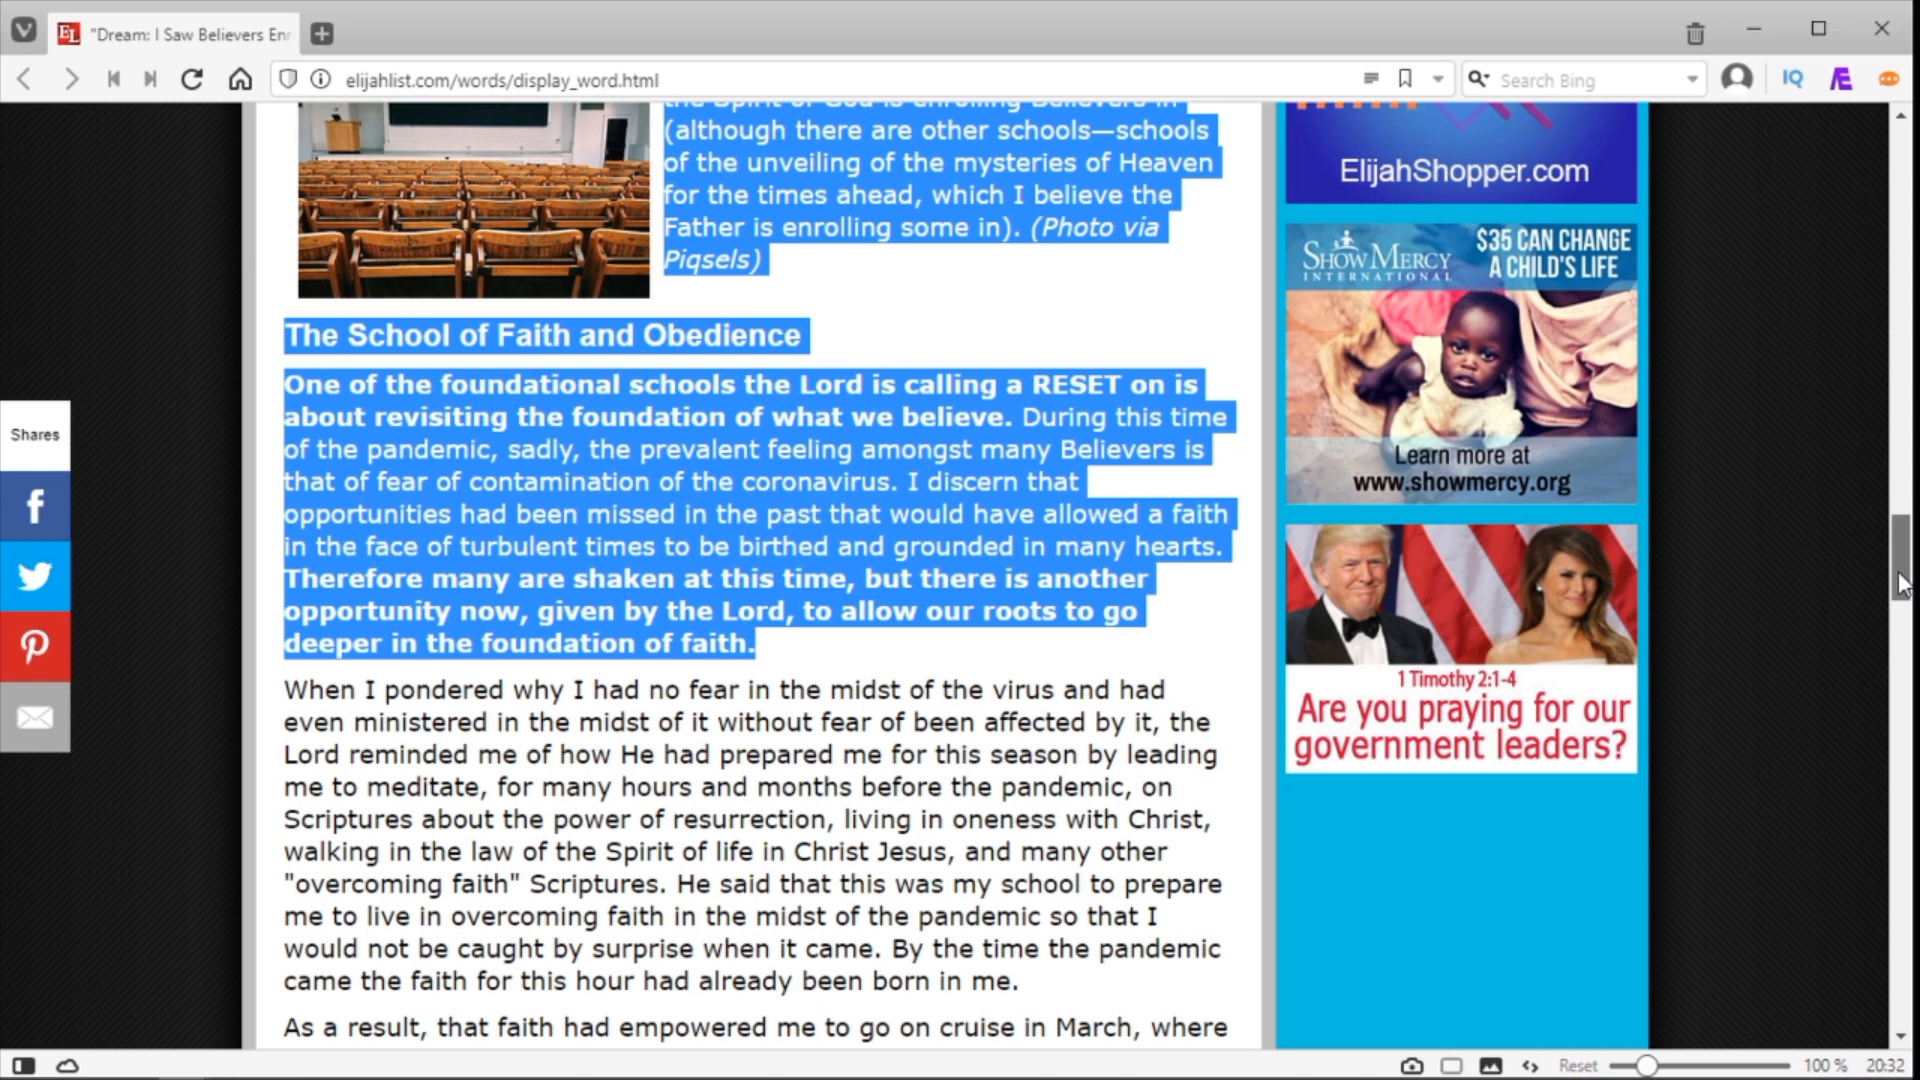 EL "Dream: I Saw Believers Enr
elijahlist.com/words/display_word.html
Search Bing
IQ
Æ
(although there are other schools—schools
of the unveiling of the mysteries of Heaven
for the times ahead, which I believe the
Father is enrolling some in). (Photo via
Piqsels)
The School of Faith and Obedience
One of the foundational schools the Lord is calling a RESET on is
about revisiting the foundation of what we believe. During this time
of the pandemic, sadly, the prevalent feeling amongst many Believers is
that of fear of contamination of the coronavirus. I discern that
opportunities had been missed in the past that would have allowed a faith
in the face of turbulent times to be birthed and grounded in many hearts.
Therefore many are shaken at this time, but there is another
opportunity now, given by the Lord, to allow our roots to go
deeper in the foundation of faith.
When I pondered why I had no fear in the midst of the virus and had
even ministered in the midst of it without fear of been affected by it, the
Lord reminded me of how He had prepared me for this season by leading
me to meditate, for many hours and months before the pandemic, on
Scriptures about the power of resurrection, living in oneness with Christ,
walking in the law of the Spirit of life in Christ Jesus, and many other
"overcoming faith" Scriptures. He said that this was my school to prepare
me to live in overcoming faith in the midst of the pandemic so that I
would not be caught by surprise when it came. By the time the pandemic
came the faith for this hour had already been born in me.
As a result, that faith had empowered me to go on cruise in March, where
Shares
ElijahShopper.com
SHOWMERCY
INTERNATIONAL
$35 CAN CHANGE
A CHILD'S LIFE
Learn more at
www.showmercy.org
1 Timothy 2:1-4
Are you praying for our
government leaders?
Reset
100 %
20:32